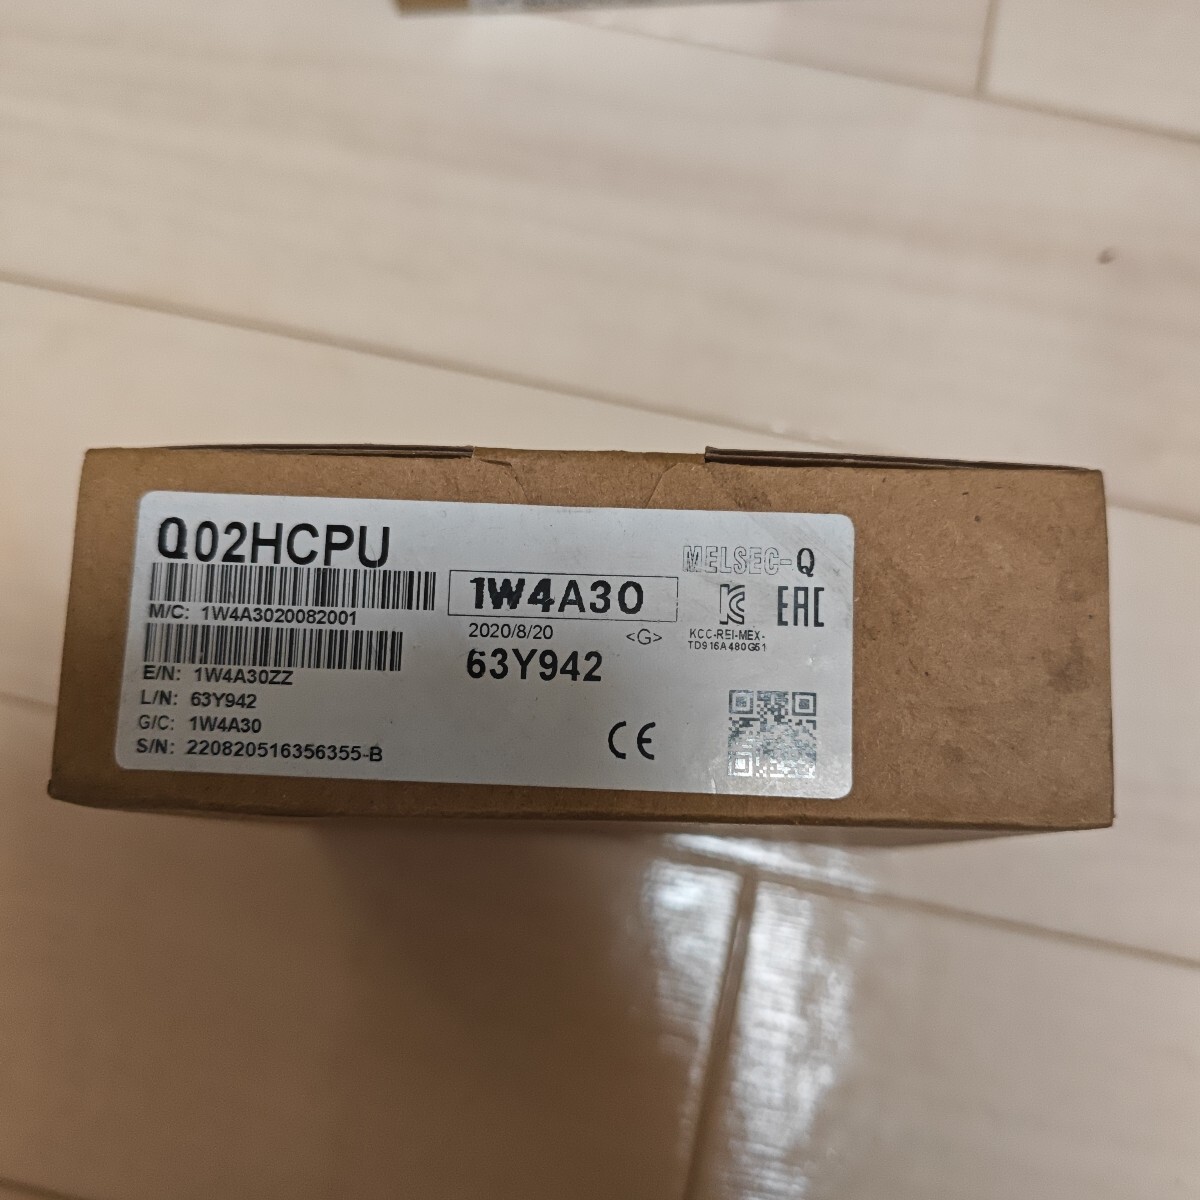 Q02HCPU
MELSEC-Q
1W4A30
M/C: 1W4A3020082001
2020/8/20
<G>
KCC-REI-MEX-
TD916A480G51
EAC
63Y942
E/N: 1W4A30ZZ
L/N: 63Y942
G/C: 1W4A30
S/N: 220820516356355-B
CE